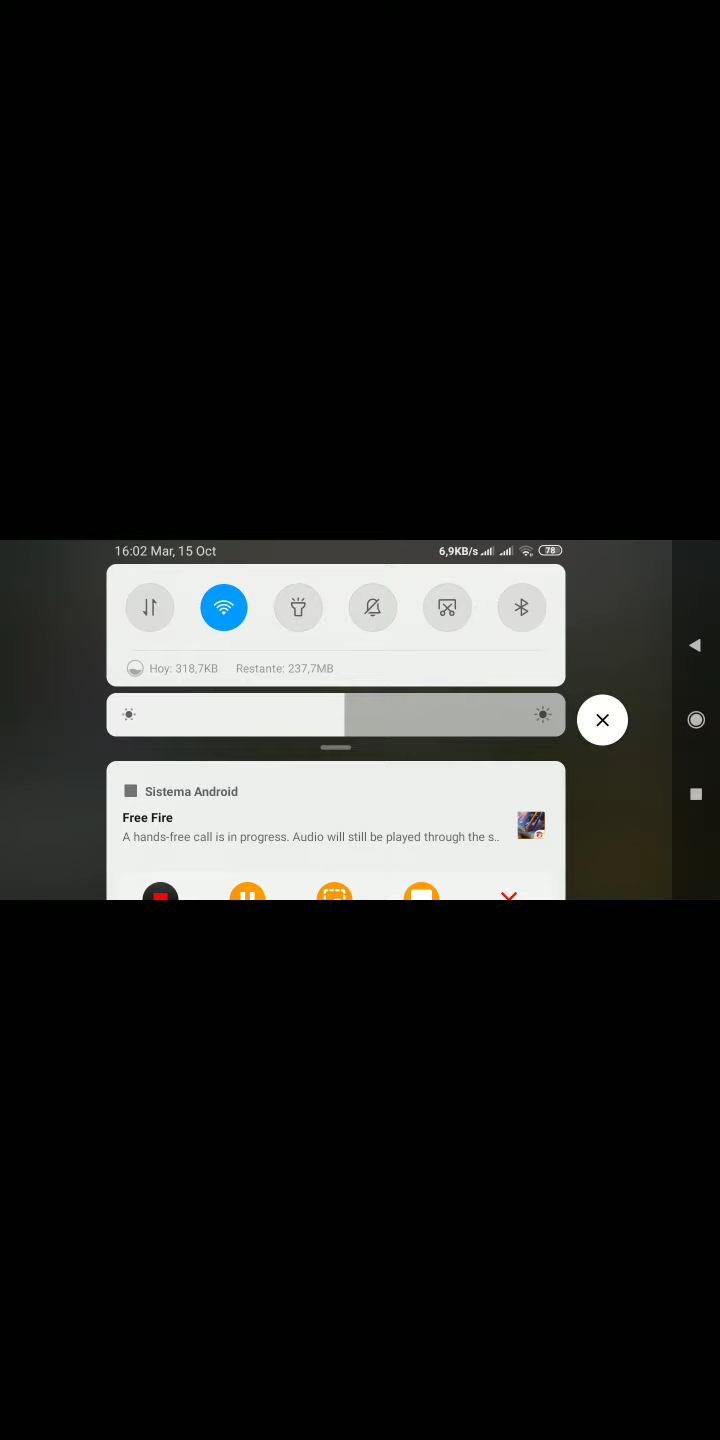 16:02 Mar, 15 Oct 6,9KB/s 78
Hoy: 318,7KB Restante: 237,7MB
Sistema Android
Free Fire
A hands-free call is in progress. Audio will still be played through the s..